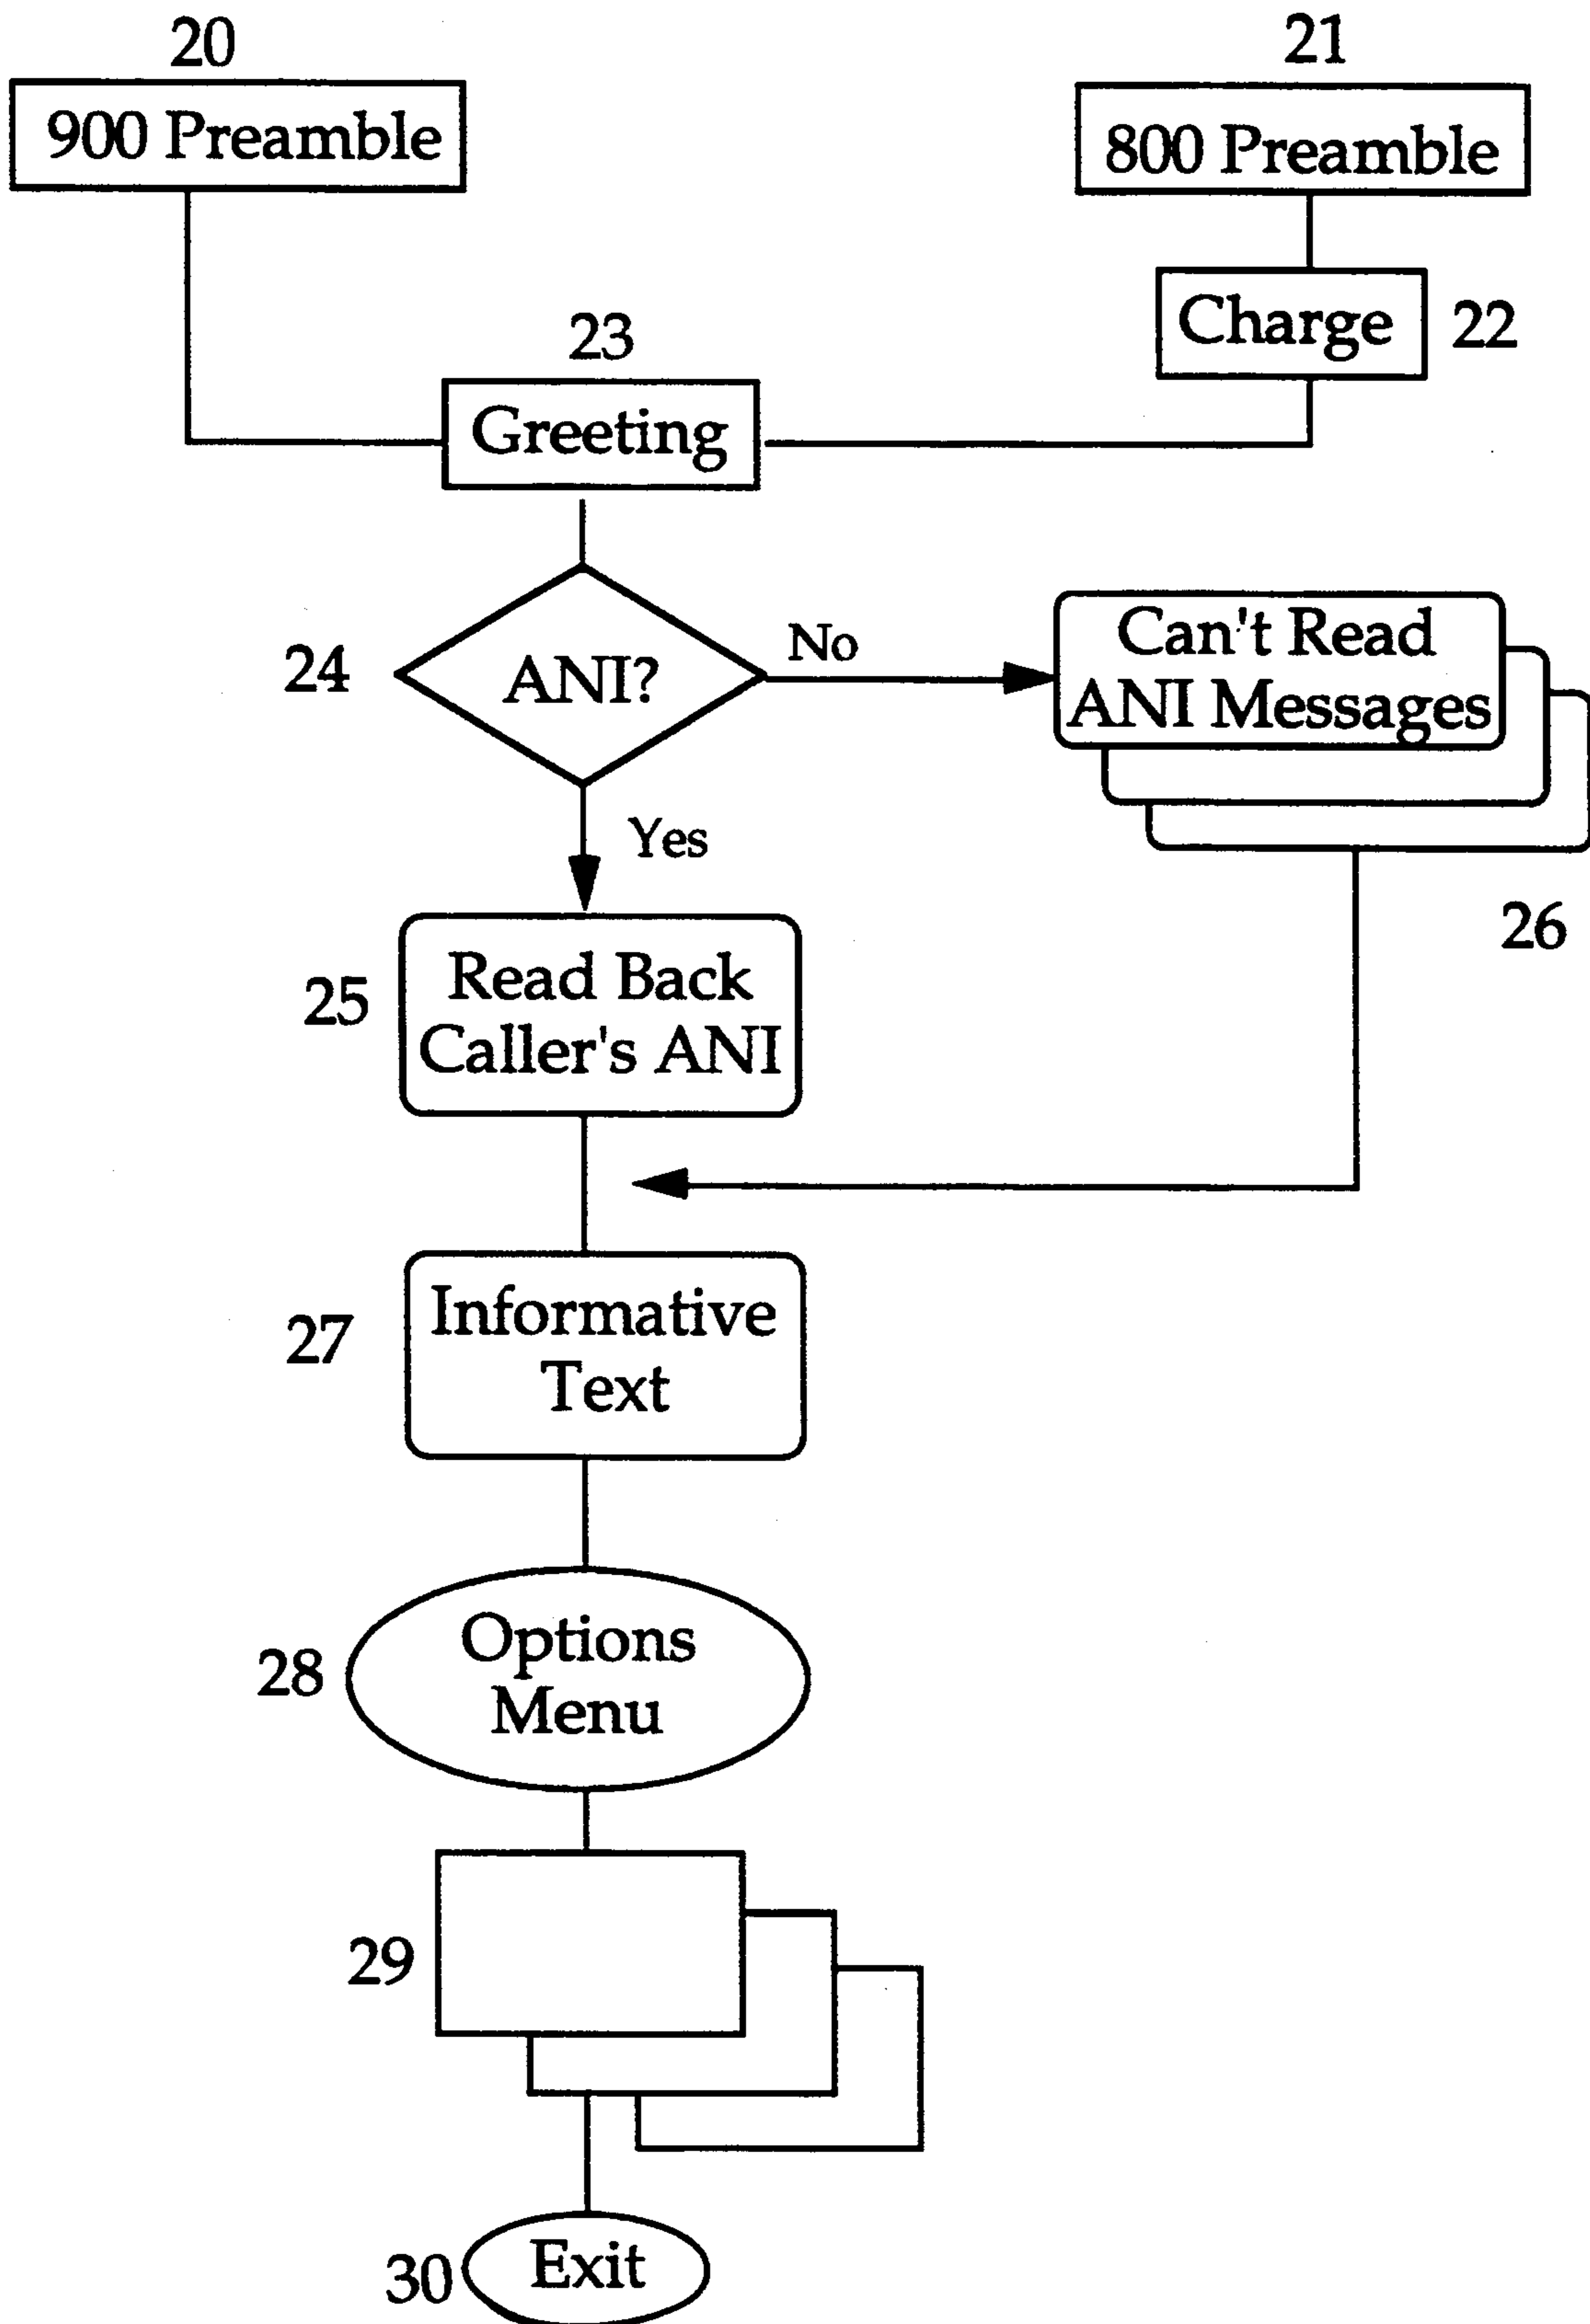 20
900 Preamble
21
800 Preamble
Charge
22
23
Greeting
24
ANI?
No
Can't Read
ANI Messages
26
Yes
25
Read Back
Caller's ANI
27
Informative
Text
28
Options
Menu
29
30
Exit